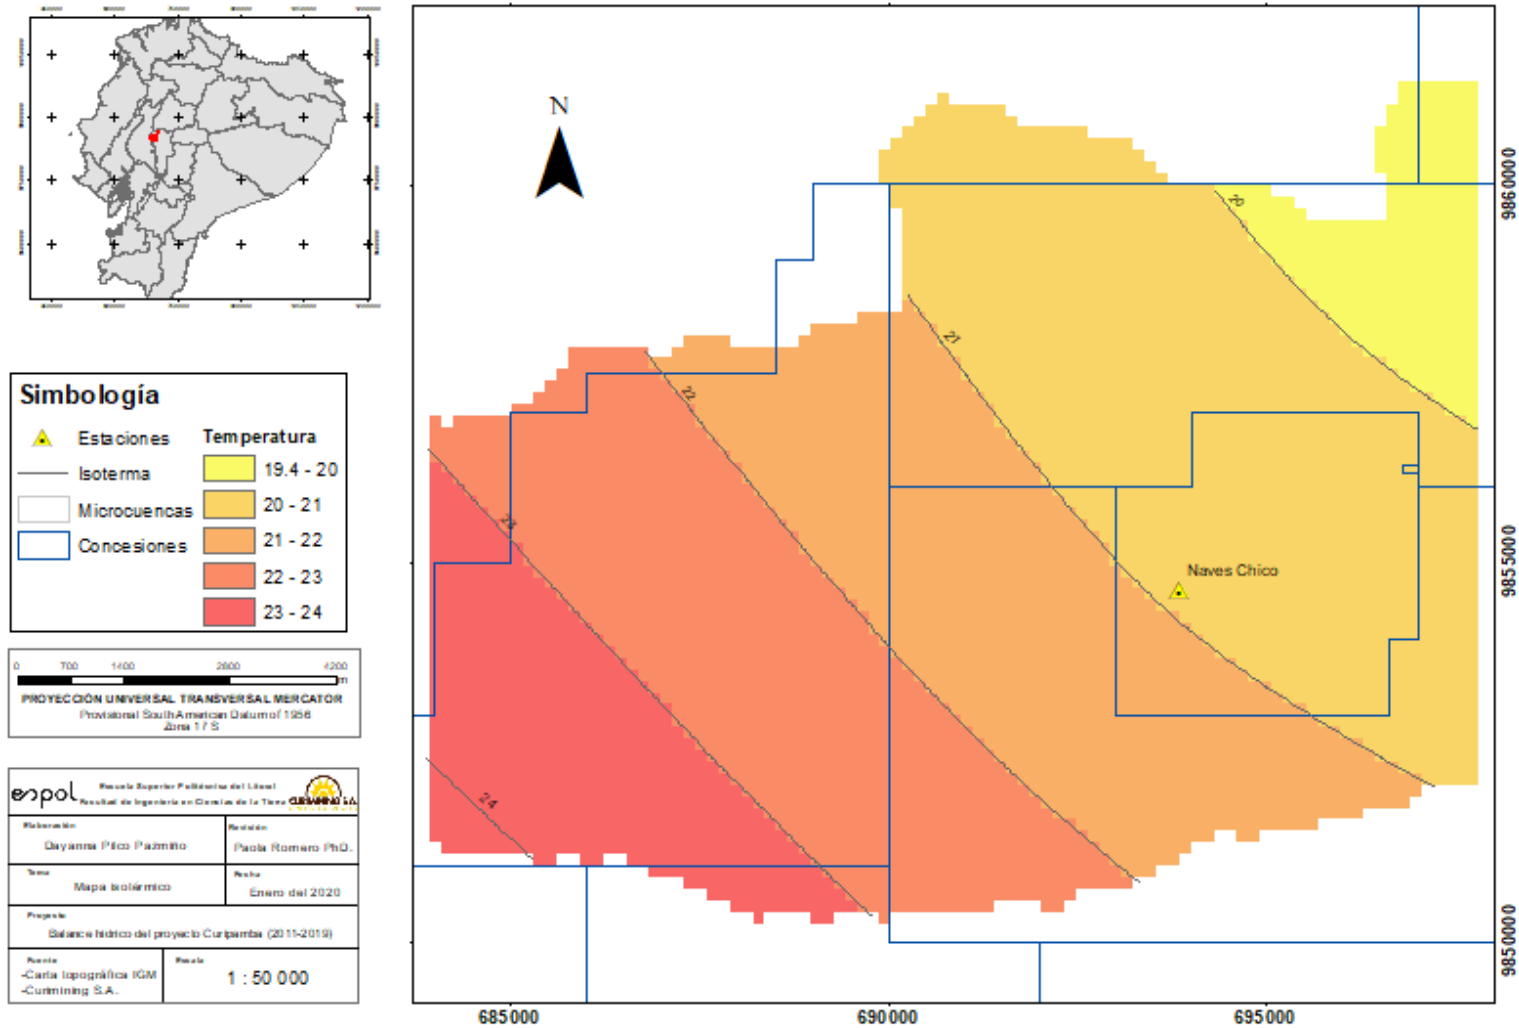 N
9860000
9855000
9850000
685000
690000
695000
20
21
22
23
24
Naves Chico
Simbología
Estaciones
Isoterma
Microcuencas
Concesiones
Temperatura
19.4 - 20
20 - 21
21 - 22
22 - 23
23 - 24
0 700 1400 2800 4200
m
PROYECCIÓN UNIVERSAL TRANSVERSAL MERCATOR
Provisional South American Datum of 1956
Zona 17 S
espol
Escuela Superior Politécnica del Litoral
Facultad de Ingeniería en Ciencias de la Tierra
CURIMINING S.A.
Elaboración
Dayanna Pilco Pazmiño
Revisión
Paola Romero PhD.
Tema
Mapa isotérmico
Fecha
Enero del 2020
Proyecto
Balance hídrico del proyecto Curipamba (2011-2019)
Fuente
-Carta topográfica IGM
-Curimining S.A.
Escala
1 : 50 000